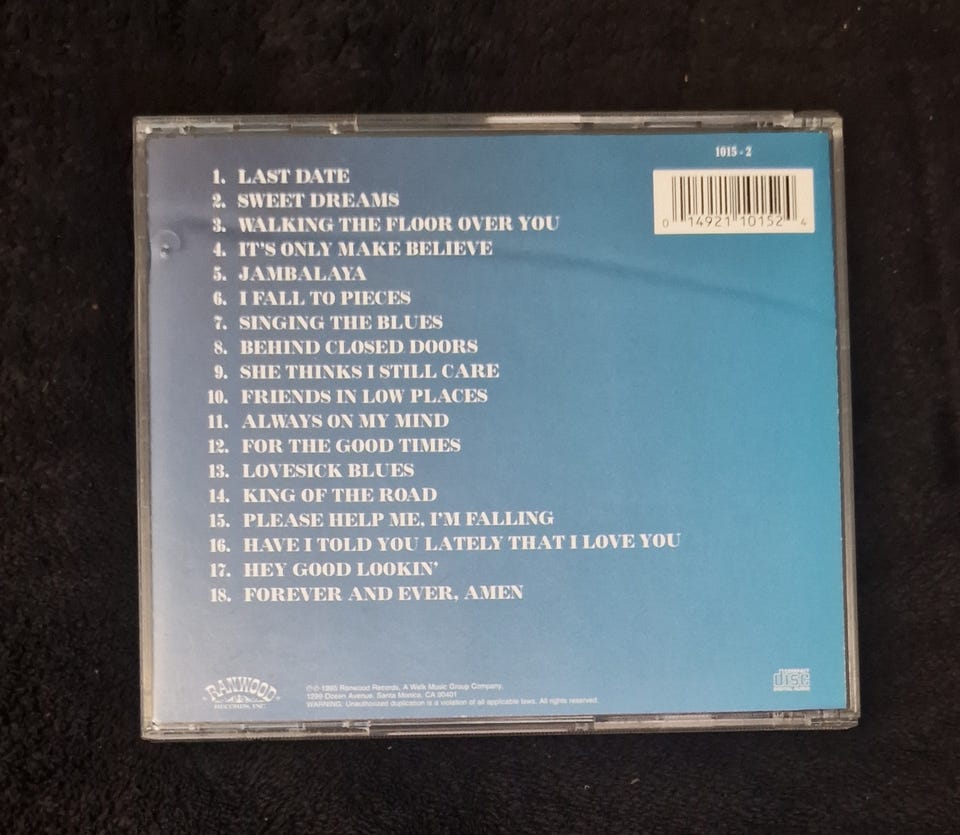 1015 - 2
0 14921 10152 4
1. LAST DATE
2. SWEET DREAMS
3. WALKING THE FLOOR OVER YOU
4. IT'S ONLY MAKE BELIEVE
5. JAMBALAYA
6. I FALL TO PIECES
7. SINGING THE BLUES
8. BEHIND CLOSED DOORS
9. SHE THINKS I STILL CARE
10. FRIENDS IN LOW PLACES
11. ALWAYS ON MY MIND
12. FOR THE GOOD TIMES
13. LOVESICK BLUES
14. KING OF THE ROAD
15. PLEASE HELP ME, I'M FALLING
16. HAVE I TOLD YOU LATELY THAT I LOVE YOU
17. HEY GOOD LOOKIN'
18. FOREVER AND EVER, AMEN
RANWOOD
RECORDS, INC.
℗© 1995 Ranwood Records, A Welk Music Group Company,
1299 Ocean Avenue, Santa Monica, CA 90401
WARNING: Unauthorized duplication is a violation of all applicable laws. All rights reserved.
COMPACT
disc
DIGITAL AUDIO